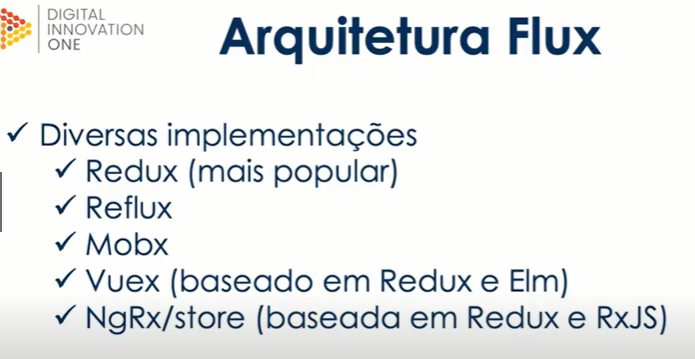 DIGITAL
INNOVATION
ONE
Arquitetura Flux
✓ Diversas implementações
✓ Redux (mais popular)
✓ Reflux
✓ Mobx
✓ Vuex (baseado em Redux e Elm)
✓ NgRx/store (baseada em Redux e RxJS)